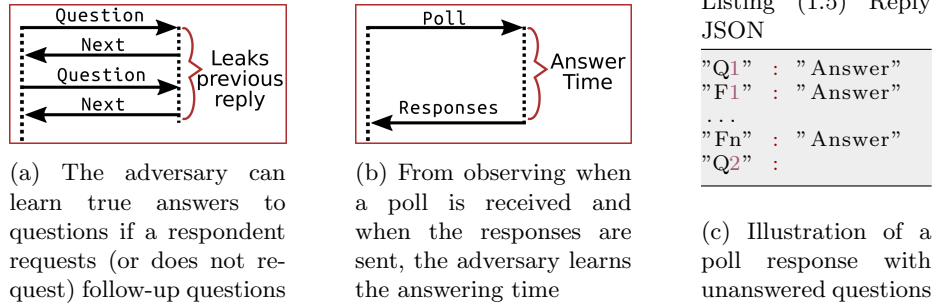 Question
Next
Question
Next
Leaks
previous
reply
(a) The adversary can
learn true answers to
questions if a respondent
requests (or does not re-
quest) follow-up questions
Poll
Answer
Time
Responses
(b) From observing when
a poll is received and
when the responses are
sent, the adversary learns
the answering time
Listing (1.5) Reply
JSON
"Q1" : "Answer"
"F1" : "Answer"
...
"Fn" : "Answer"
"Q2" :
(c) Illustration of a
poll response with
unanswered questions